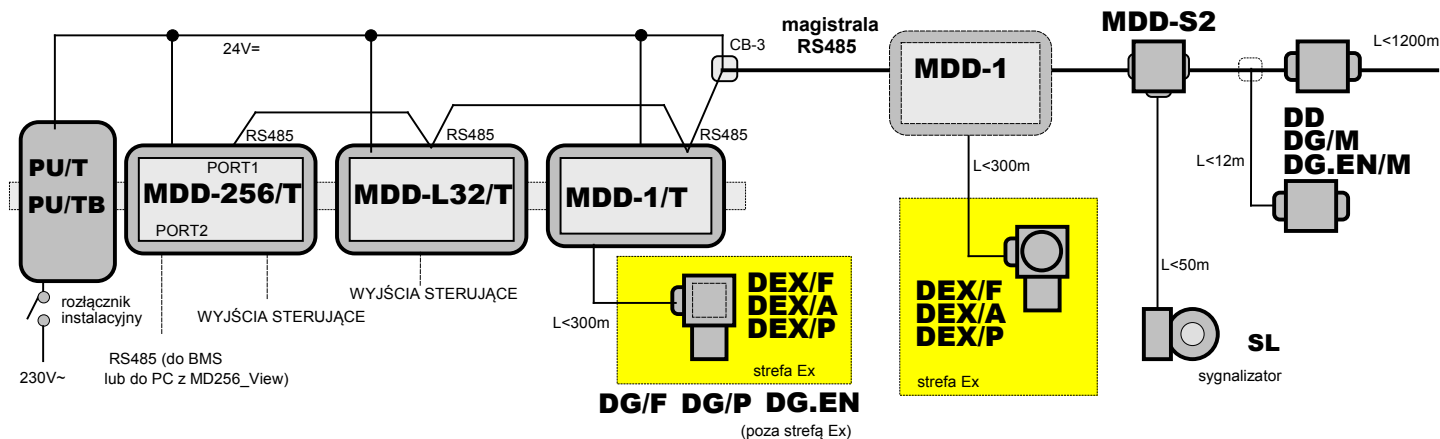 24V=
CB-3
magistrala
RS485
MDD-S2
L<1200m
PU/T
PU/TB
RS485
RS485
RS485
PORT1
MDD-256/T
PORT2
MDD-L32/T
MDD-1/T
MDD-1
L<300m
L<12m
DD
DG/M
DG.EN/M
rozłącznik
instalacyjny
230V~
WYJŚCIA STERUJĄCE
WYJŚCIA STERUJĄCE
RS485 (do BMS
lub do PC z MD256_View)
L<300m
DEX/F
DEX/A
DEX/P
strefa Ex
DG/F DG/P DG.EN
(poza strefą Ex)
DEX/F
DEX/A
DEX/P
strefa Ex
L<50m
SL
sygnalizator